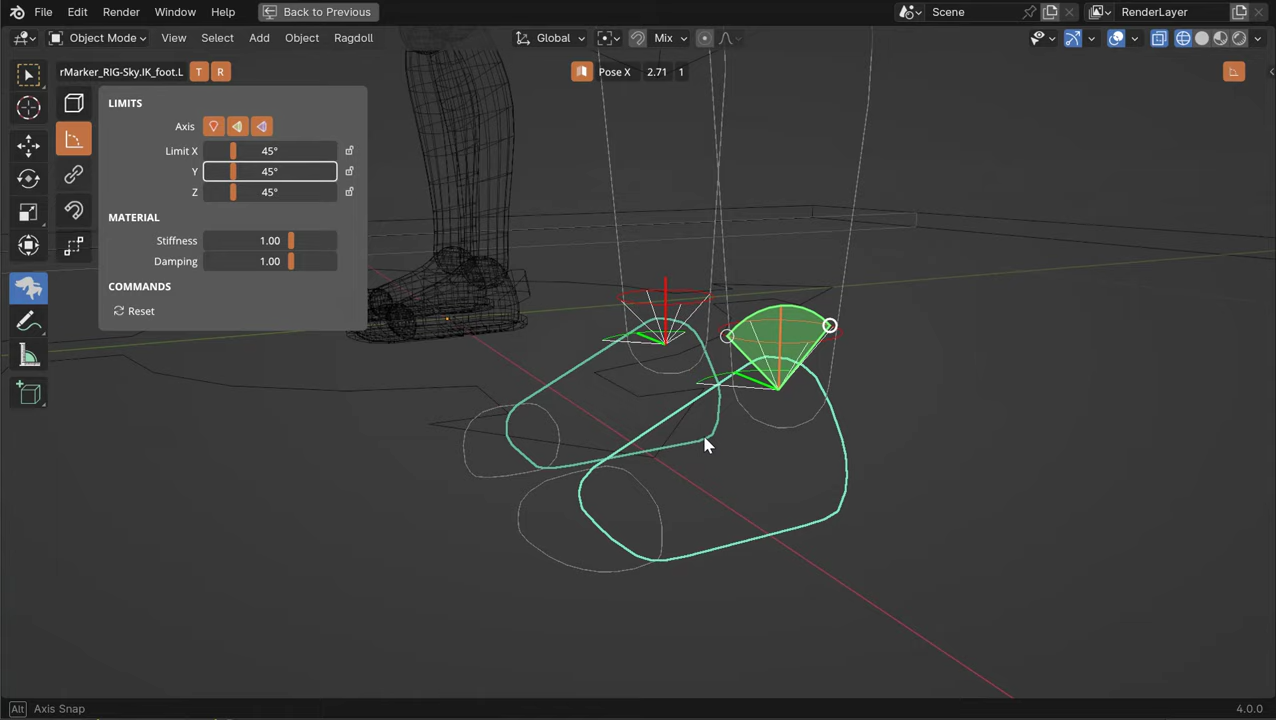 File Edit Render Window Help Back to Previous Scene RenderLayer
Object Mode View Select Add Object Ragdoll Global Mix
rMarker_RIG-Sky.IK_foot.L T R Pose X 2.71 1
LIMITS
Axis
Limit X 45°
Y 45°
Z 45°
MATERIAL
Stiffness 1.00
Damping 1.00
COMMANDS
Reset
Alt Axis Snap 4.0.0